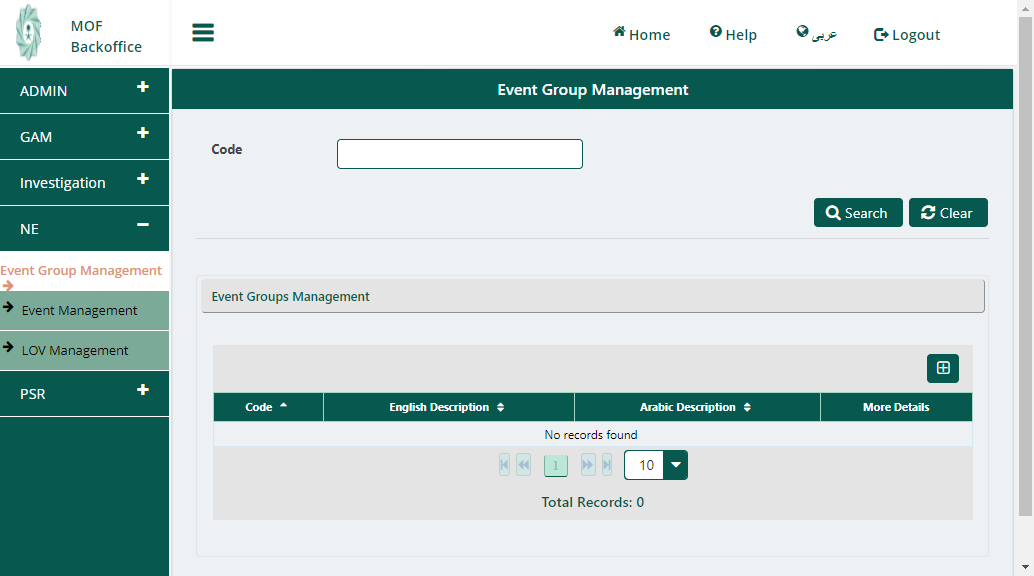 MOF
Backoffice
Home
Help
عربى
Logout
ADMIN
GAM
Investigation
NE
Event Group Management
Event Management
LOV Management
PSR
Event Group Management
Code
Search
Clear
Event Groups Management
Code English Description Arabic Description More Details
No records found
1 10
Total Records: 0